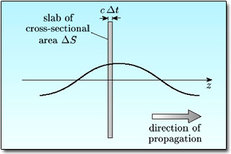 c Δt
slab of
cross-sectional
area ΔS
z
direction of
propagation